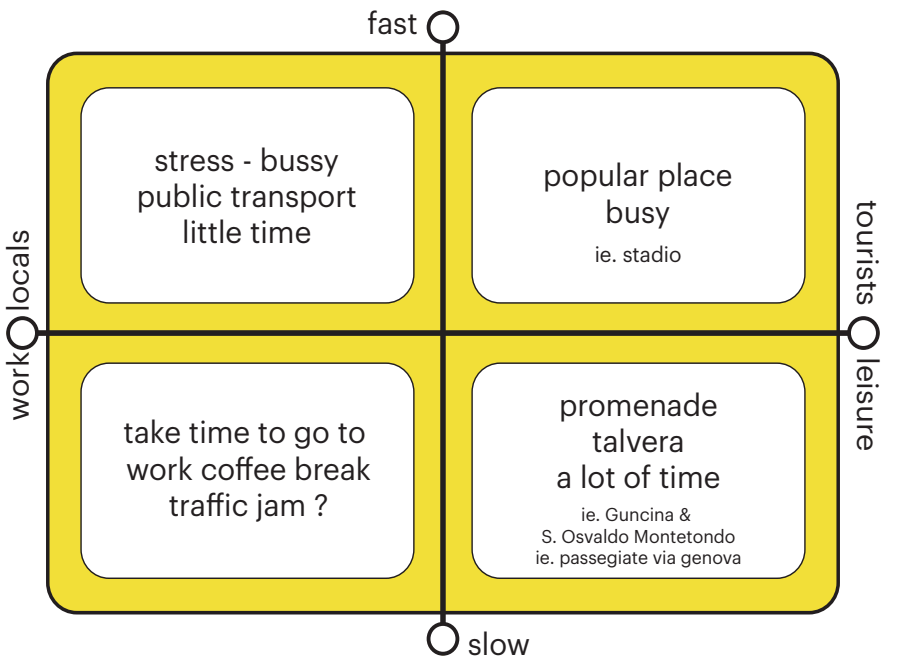 fast
stress - bussy
public transport
little time
popular place
busy
ie. stadio
locals
work
tourists
leisure
take time to go to
work coffee break
traffic jam ?
promenade
talvera
a lot of time
ie. Guncina &
S. Osvaldo Montetondo
ie. passegiate via genova
slow